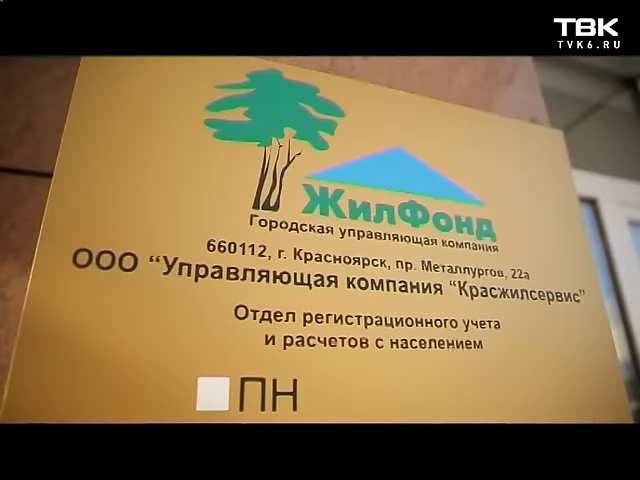 ТВК
TVK6.RU
ЖилФонд
Городская управляющая компания
660112, г. Красноярск, пр. Металлургов, 22а
ООО “Управляющая компания “Красжилсервис”
Отдел регистрационного учета
и расчетов с населением
ПН